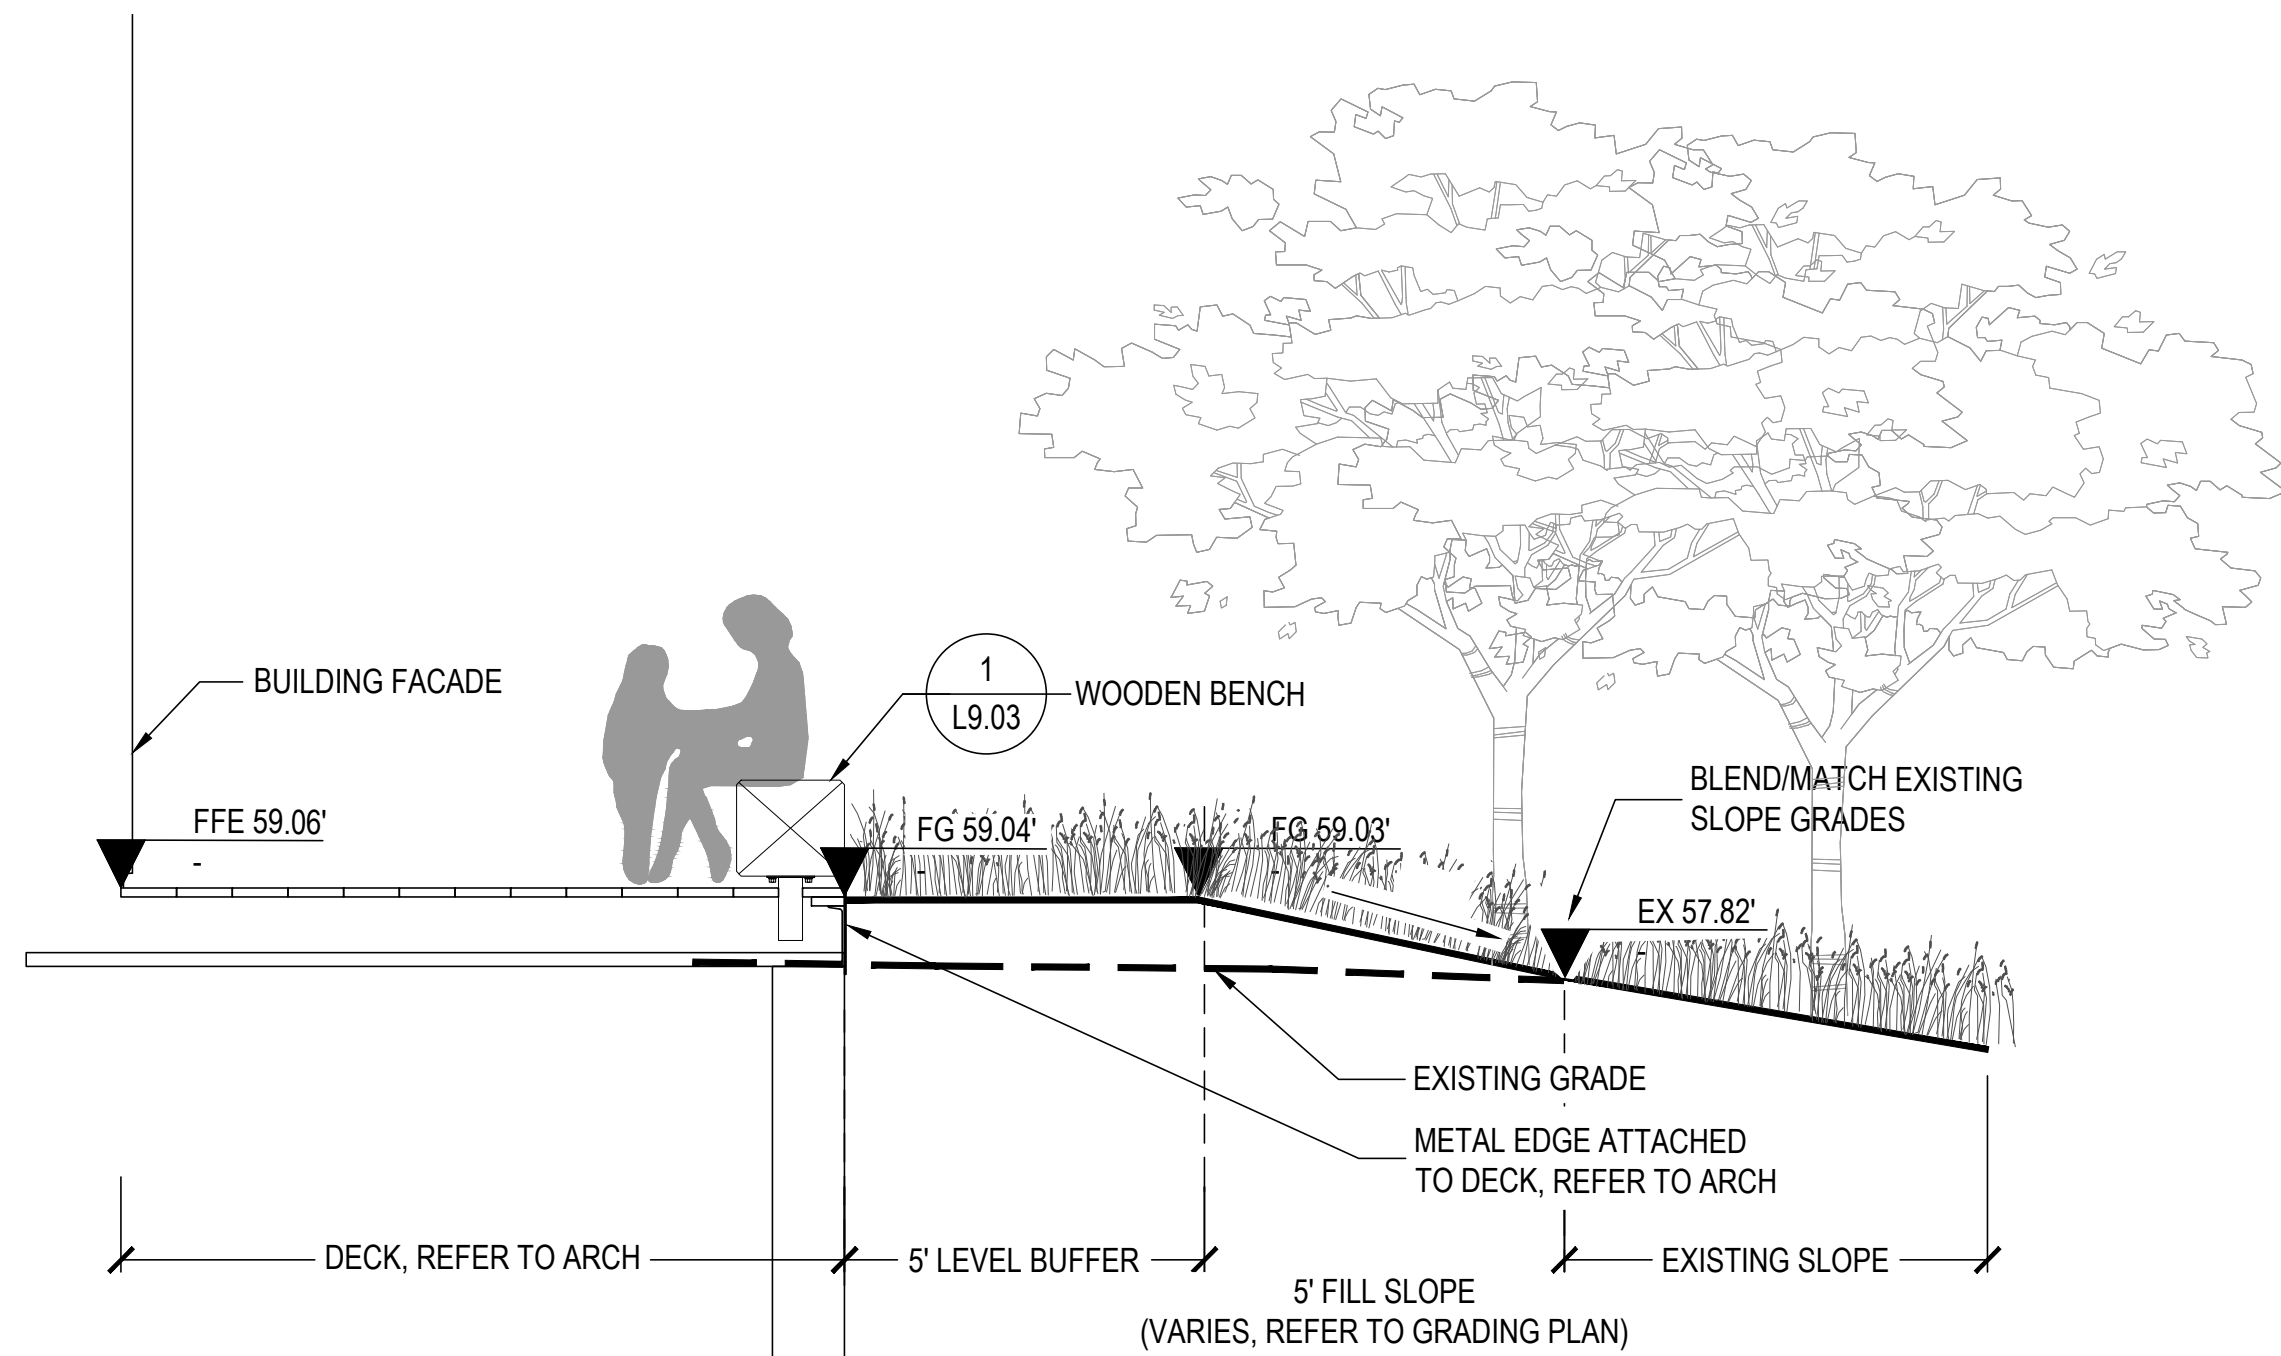 1
BUILDING FACADE
WOODEN BENCH
L9.03
BLEND/MATCH EXISTING
SLOPE GRADES
FFE 59.06'
-
FG 59.04'
-
FG 59.03'
-
EX 57.82'
-
EXISTING GRADE
METAL EDGE ATTACHED
TO DECK, REFER TO ARCH
DECK, REFER TO ARCH
5' LEVEL BUFFER
EXISTING SLOPE
5' FILL SLOPE
(VARIES, REFER TO GRADING PLAN)